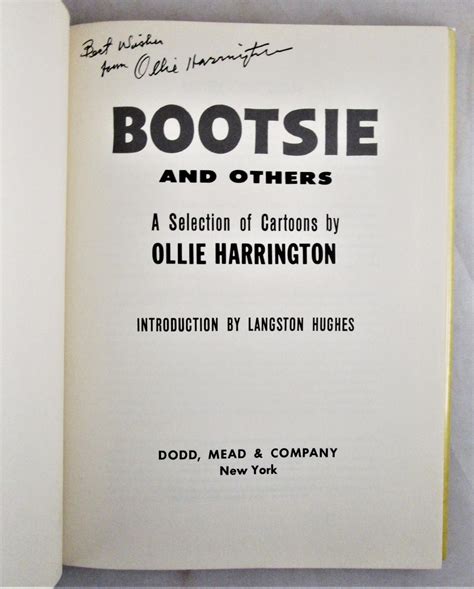 Best Wishes
from Ollie Harrington
BOOTSIE
AND OTHERS
A Selection of Cartoons by
OLLIE HARRINGTON
INTRODUCTION BY LANGSTON HUGHES
DODD, MEAD & COMPANY
New York